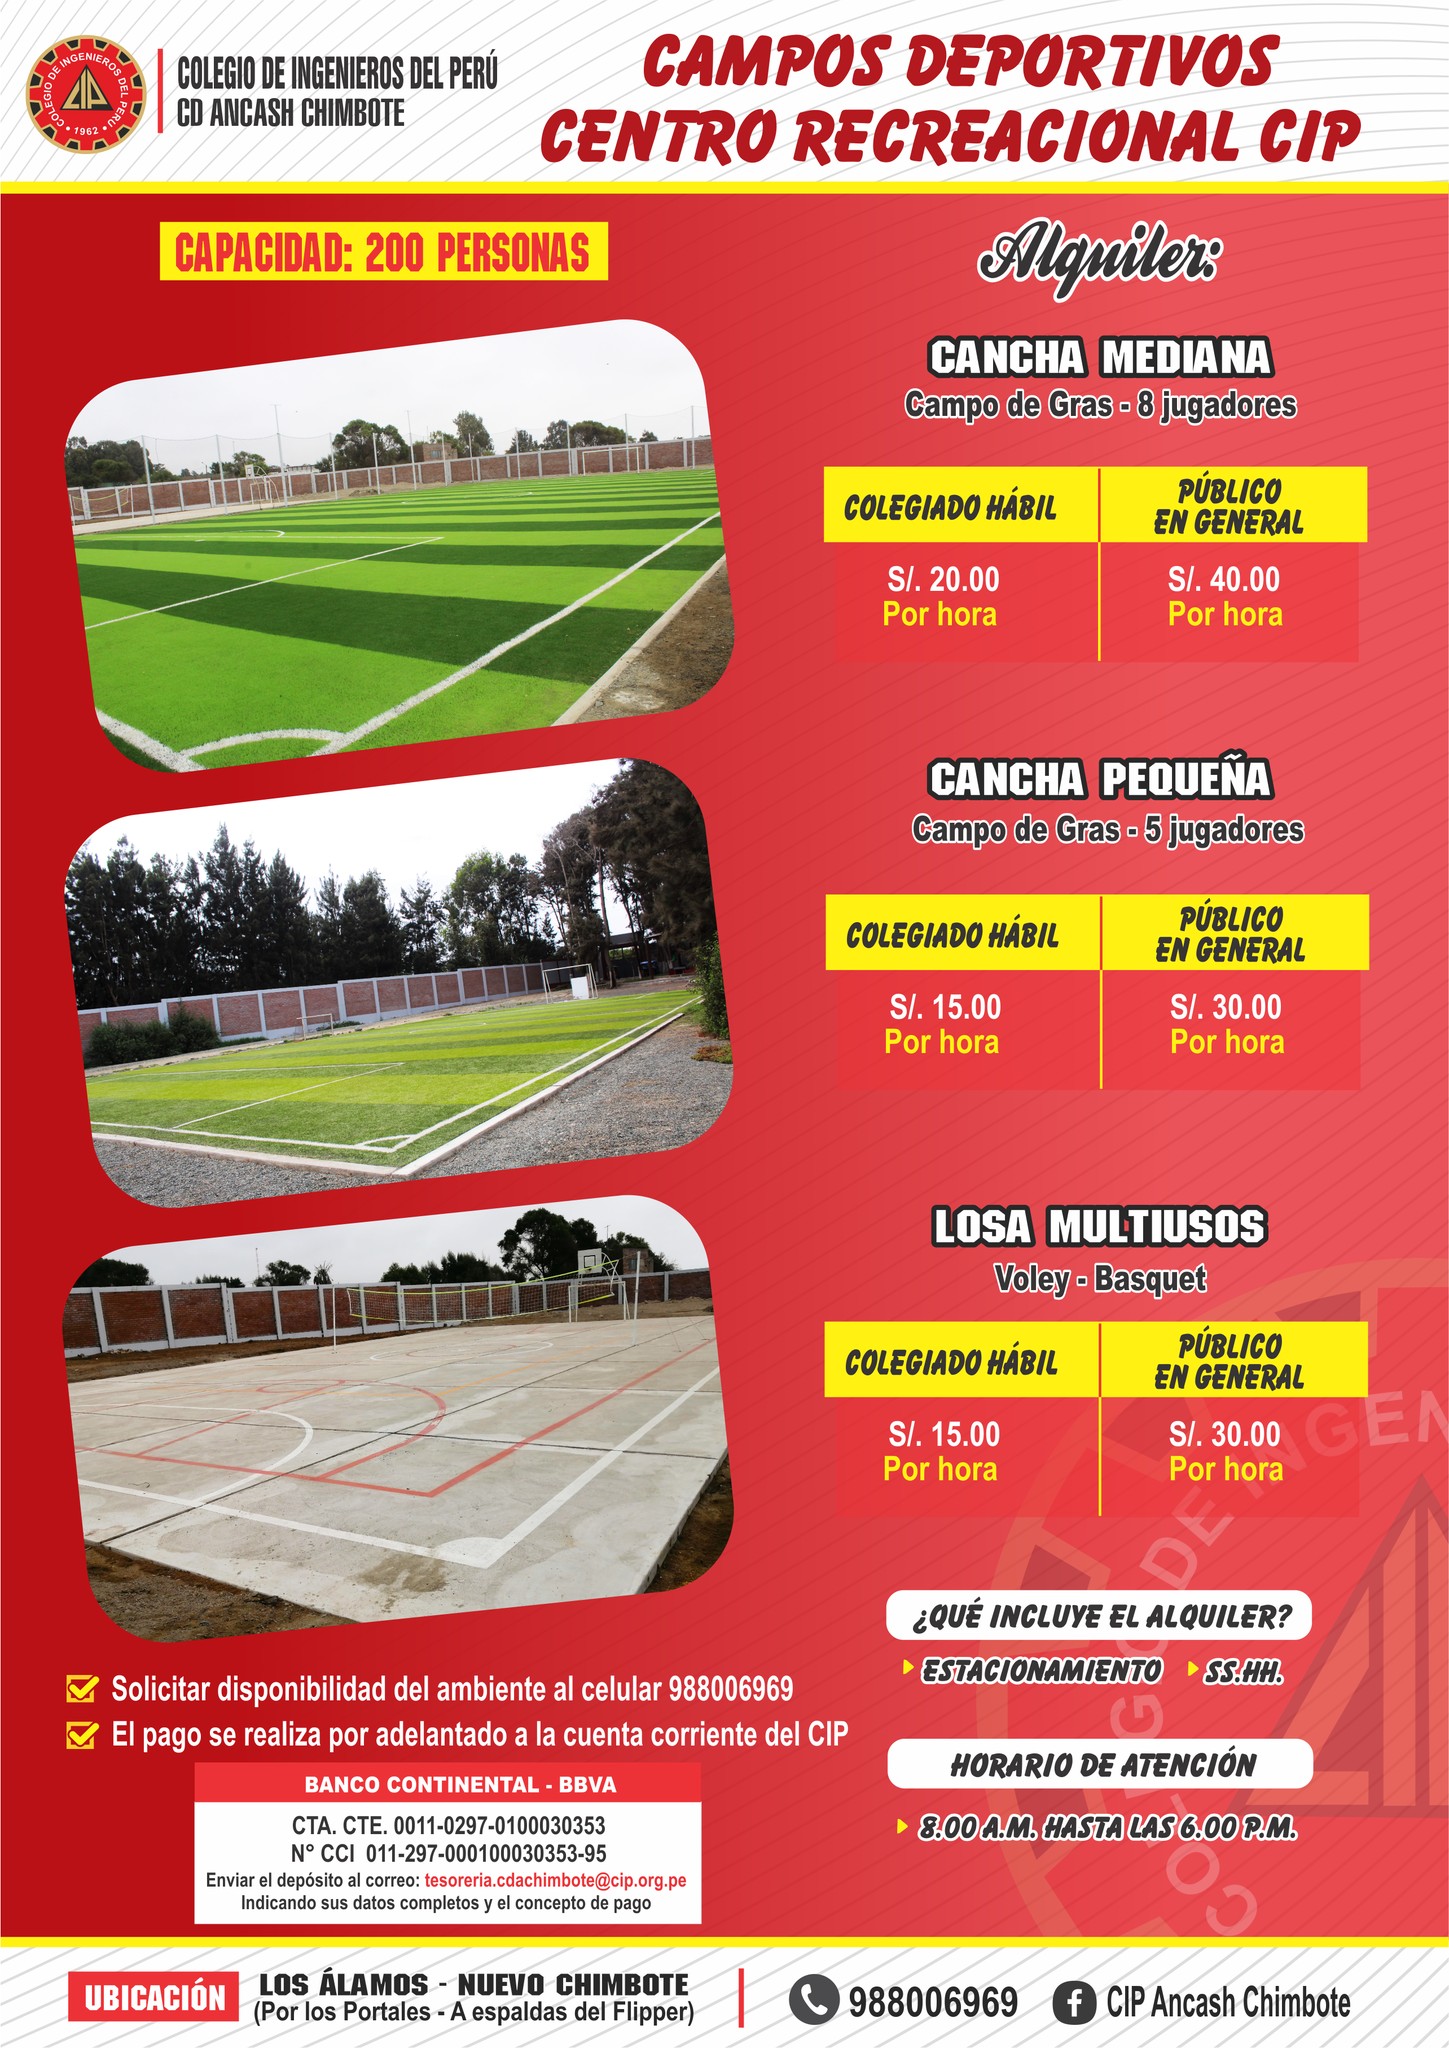 COLEGIO DE INGENIEROS DEL PERU
1962
CIP
COLEGIO DE INGENIEROS DEL PERÚ
CD ANCASH CHIMBOTE
CAMPOS DEPORTIVOS
CENTRO RECREACIONAL CIP
CAPACIDAD: 200 PERSONAS
Alquiler:
CANCHA MEDIANA
Campo de Gras - 8 jugadores
COLEGIADO HÁBIL
PÚBLICO
EN GENERAL
S/. 20.00
Por hora
S/. 40.00
Por hora
CANCHA PEQUEÑA
Campo de Gras - 5 jugadores
COLEGIADO HÁBIL
PÚBLICO
EN GENERAL
S/. 15.00
Por hora
S/. 30.00
Por hora
LOSA MULTIUSOS
Voley - Basquet
COLEGIADO HÁBIL
PÚBLICO
EN GENERAL
S/. 15.00
Por hora
S/. 30.00
Por hora
¿QUÉ INCLUYE EL ALQUILER?
ESTACIONAMIENTO
SS.HH.
HORARIO DE ATENCIÓN
8.00 A.M. HASTA LAS 6.00 P.M.
Solicitar disponibilidad del ambiente al celular 988006969
El pago se realiza por adelantado a la cuenta corriente del CIP
BANCO CONTINENTAL - BBVA
CTA. CTE. 0011-0297-0100030353
N° CCI 011-297-000100030353-95
Enviar el depósito al correo: tesoreria.cdachimbote@cip.org.pe
Indicando sus datos completos y el concepto de pago
UBICACIÓN
LOS ÁLAMOS - NUEVO CHIMBOTE
(Por los Portales - A espaldas del Flipper)
988006969
CIP Ancash Chimbote